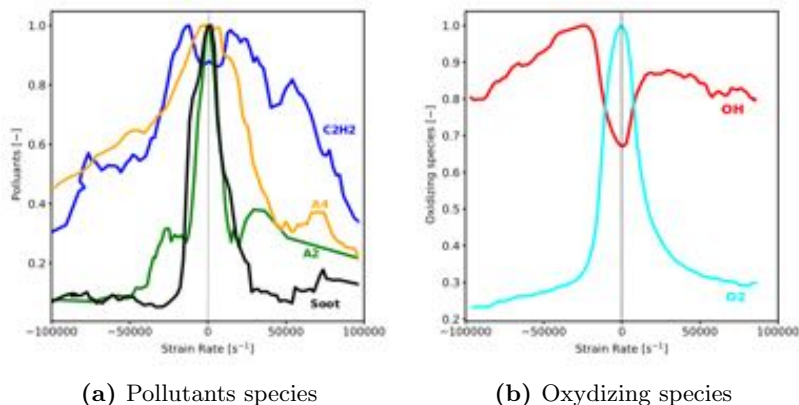 1.0
0.8
0.6
0.4
0.2
Polluants [−]
C2H2
A4
A2
Soot
−100000 −50000 0 50000 100000
Strain Rate [s⁻¹]
(a) Pollutants species
1.0
0.9
0.8
0.7
0.6
0.5
0.4
0.3
0.2
Oxydizing species [−]
OH
O2
−100000 −50000 0 50000 100000
Strain Rate [s⁻¹]
(b) Oxydizing species